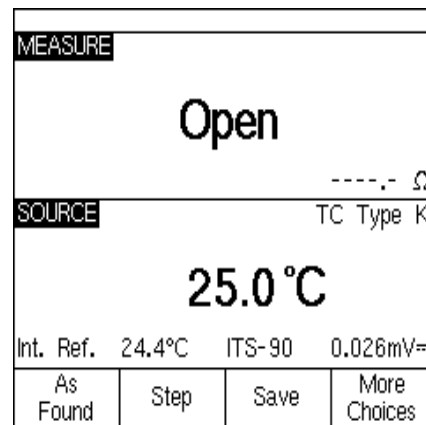 MEASURE
Open
----.- Ω
SOURCE
TC Type K
25.0 °C
Int. Ref. 24.4°C ITS-90 0.026mV=
As Found
Step
Save
More Choices